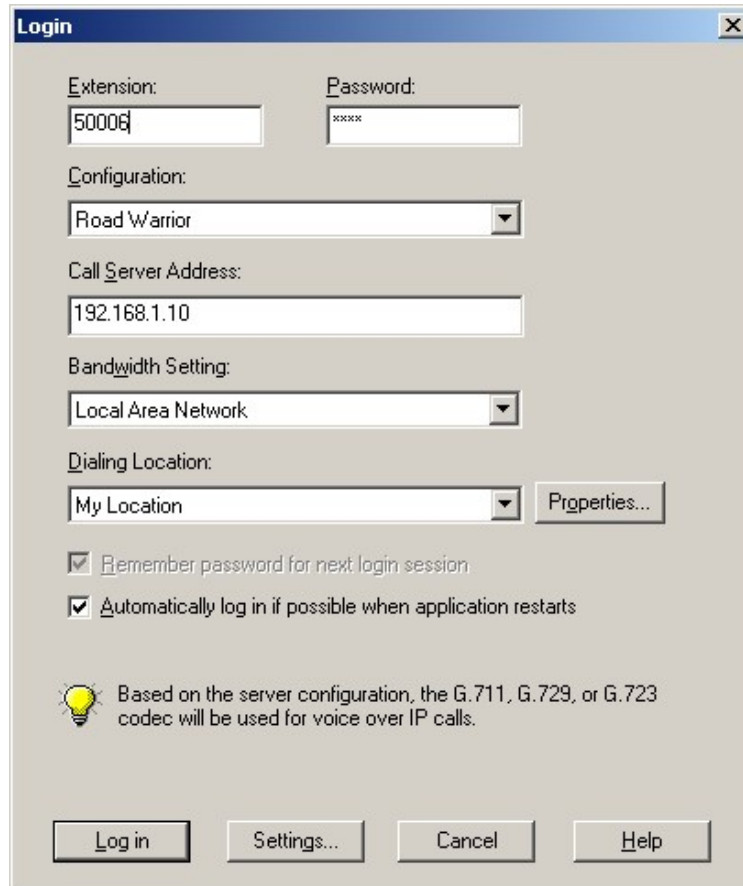 Login
Extension: Password:
50006 ****
Configuration:
Road Warrior
Call Server Address:
192.168.1.10
Bandwidth Setting:
Local Area Network
Dialing Location:
My Location Properties...
Remember password for next login session
Automatically log in if possible when application restarts
Based on the server configuration, the G.711, G.729, or G.723
codec will be used for voice over IP calls.
Log in Settings... Cancel Help